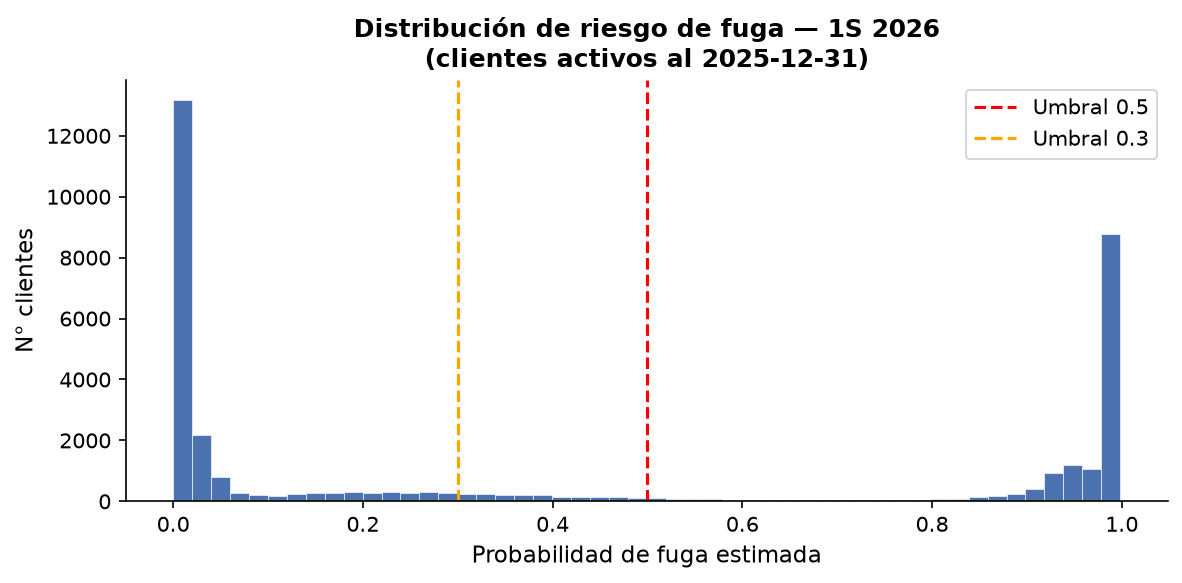 Distribución de riesgo de fuga — 1S 2026
(clientes activos al 2025-12-31)
Umbral 0.5
Umbral 0.3
N° clientes
12000
10000
8000
6000
4000
2000
0
0.0 0.2 0.4 0.6 0.8 1.0
Probabilidad de fuga estimada